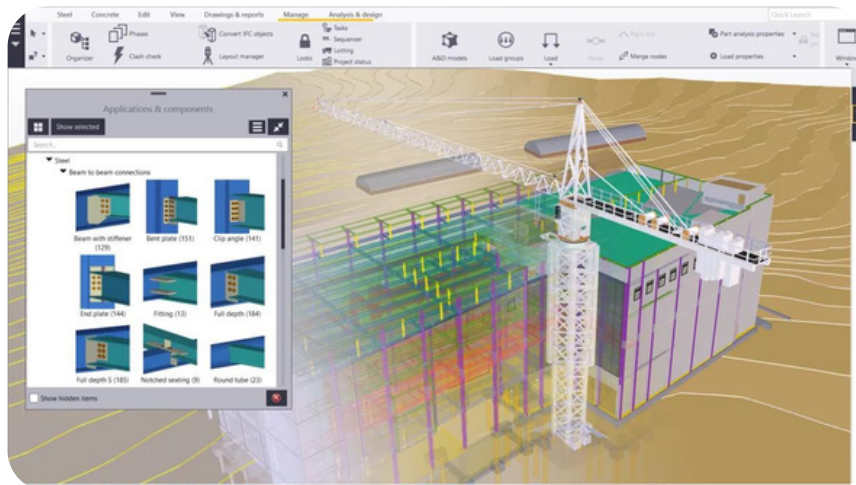 Steel Concrete Edit View Drawings & reports Manage Analysis & design Quick Launch
Organizer
Phases
Clash check
Convert IFC objects
Layout manager
Locks
Tasks
Sequencer
Lotting
Project status
A&D models
Load groups
Load
Node
Rigid link
Merge nodes
Part analysis properties
Load properties
Window
Applications & components
Show selected
Search...
Steel
Beam to beam connections
Beam with stiffener (129)
Bent plate (151)
Clip angle (141)
End plate (144)
Fitting (13)
Full depth (184)
Full depth S (185)
Notched seating (9)
Round tube (23)
Show hidden items